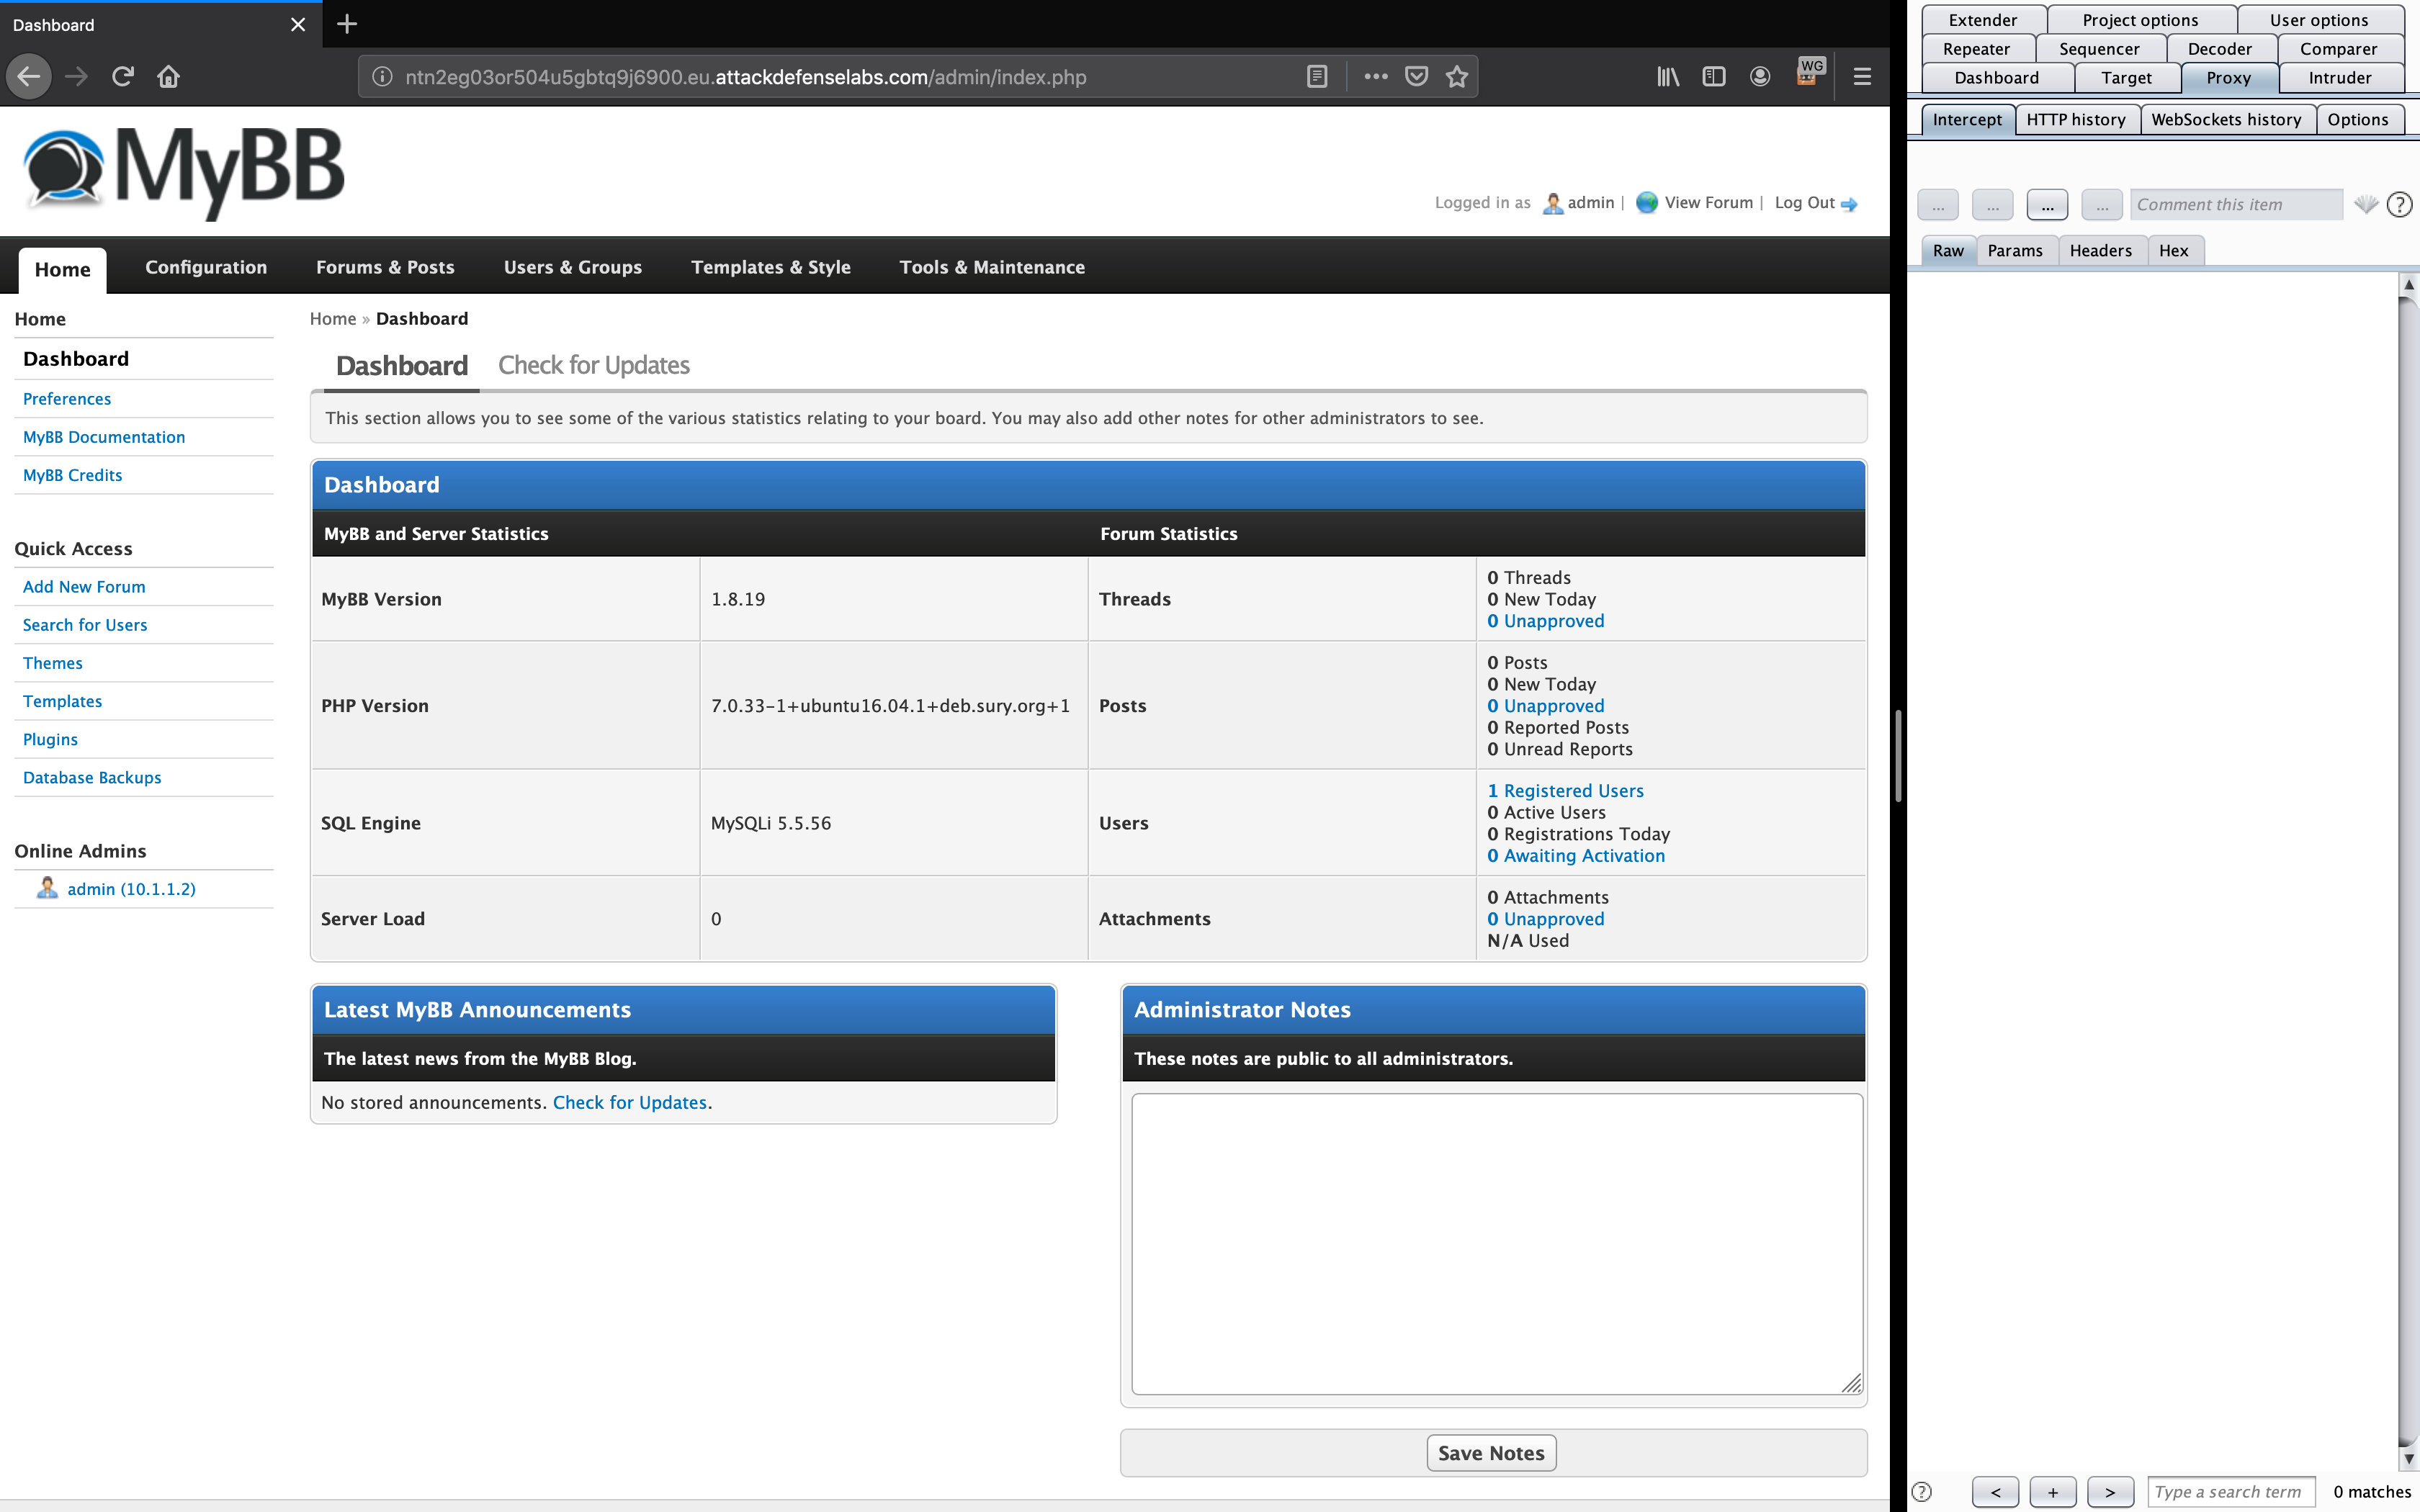 Dashboard
ntn2eg03or504u5gbtq9j6900.eu.attackdefenselabs.com/admin/index.php
WG
MyBB
Logged in as admin | View Forum | Log Out
Home Configuration Forums & Posts Users & Groups Templates & Style Tools & Maintenance
Home
Dashboard
Preferences
MyBB Documentation
MyBB Credits
Quick Access
Add New Forum
Search for Users
Themes
Templates
Plugins
Database Backups
Online Admins
admin (10.1.1.2)
Home » Dashboard
Dashboard Check for Updates
This section allows you to see some of the various statistics relating to your board. You may also add other notes for other administrators to see.
Dashboard
MyBB and Server Statistics Forum Statistics
MyBB Version 1.8.19 Threads
0 Threads
0 New Today
0 Unapproved
PHP Version 7.0.33-1+ubuntu16.04.1+deb.sury.org+1 Posts
0 Posts
0 New Today
0 Unapproved
0 Reported Posts
0 Unread Reports
SQL Engine MySQLi 5.5.56 Users
1 Registered Users
0 Active Users
0 Registrations Today
0 Awaiting Activation
Server Load 0 Attachments
0 Attachments
0 Unapproved
N/A Used
Latest MyBB Announcements
The latest news from the MyBB Blog.
No stored announcements. Check for Updates.
Administrator Notes
These notes are public to all administrators.
Save Notes
Extender Project options User options
Repeater Sequencer Decoder Comparer
Dashboard Target Proxy Intruder
Intercept HTTP history WebSockets history Options
... ... ... ... Comment this item ?
Raw Params Headers Hex
? < + > Type a search term 0 matches